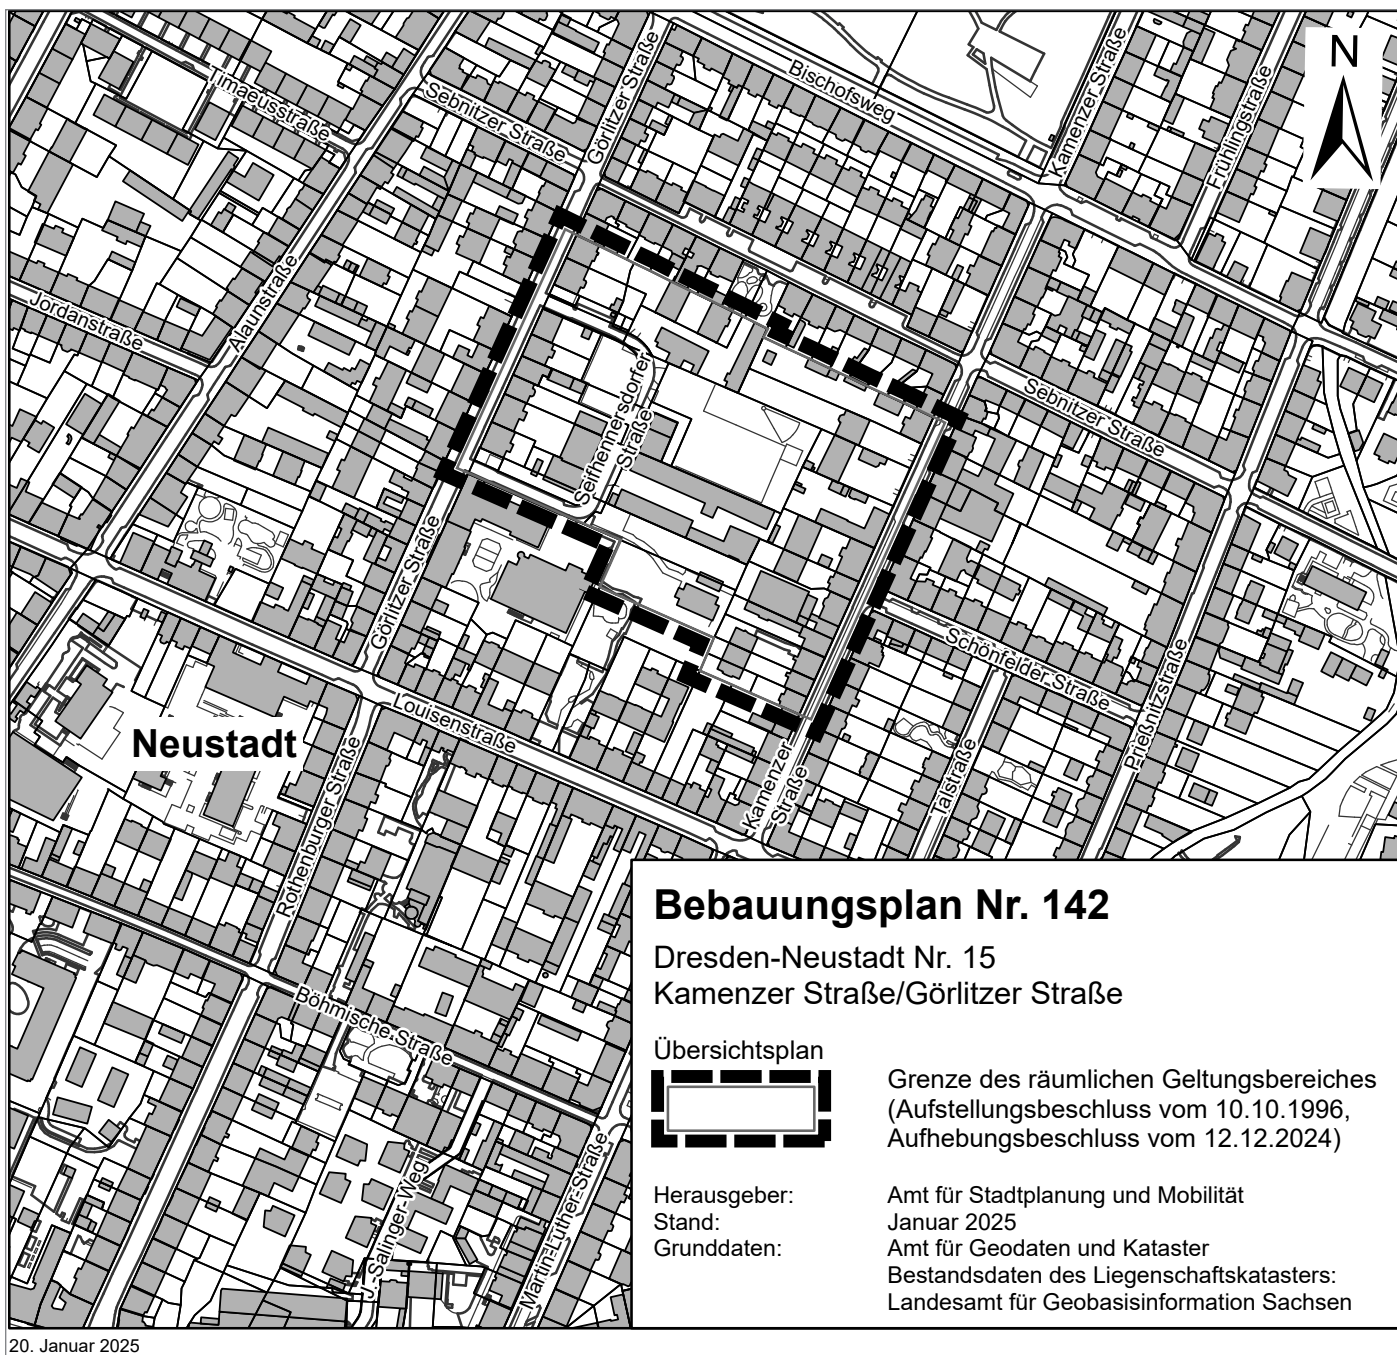 Timaeusstraße
Sebnitzer Straße
Görlitzer Straße
Bischofsweg
Kamenzer Straße
Frühlingstraße
N
Jordanstraße
Alaunstraße
Seifhennersdorfer
Straße
Sebnitzer Straße
Görlitzer Straße
Schönfelder Straße
Prießnitzstraße
Louisenstraße
Neustadt
Rothenburger Straße
Kamenzer
Straße
Talstraße
Böhmische Straße
J.-Salinger-Weg
Martin-Luther-Straße
Bebauungsplan Nr. 142
Dresden-Neustadt Nr. 15
Kamenzer Straße/Görlitzer Straße
Übersichtsplan
Grenze des räumlichen Geltungsbereiches
(Aufstellungsbeschluss vom 10.10.1996,
Aufhebungsbeschluss vom 12.12.2024)
Herausgeber: Amt für Stadtplanung und Mobilität
Stand: Januar 2025
Grunddaten: Amt für Geodaten und Kataster
Bestandsdaten des Liegenschaftskatasters:
Landesamt für Geobasisinformation Sachsen
20. Januar 2025